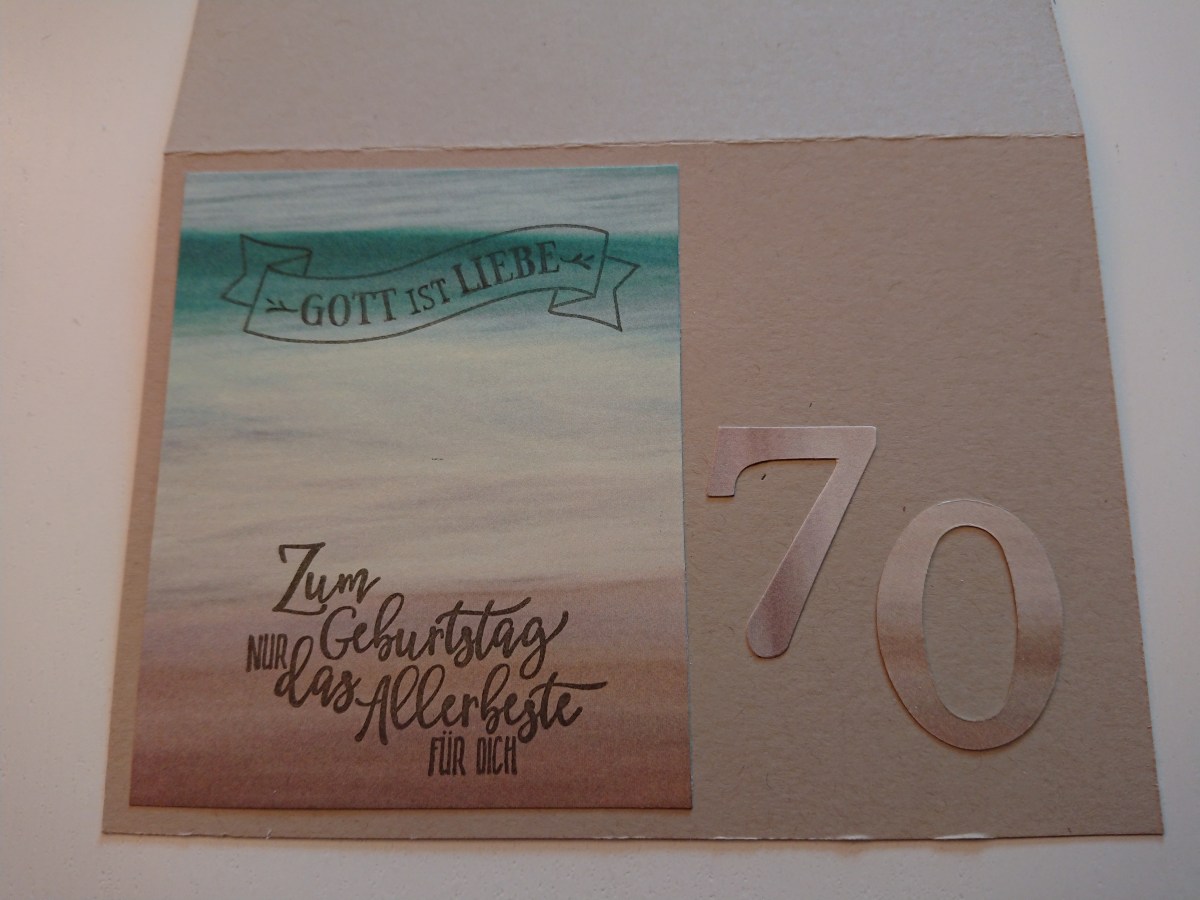 GOTT IST LIEBE
Zum
Geburtstag
NUR das
Allerbeste
FÜR DICH
70